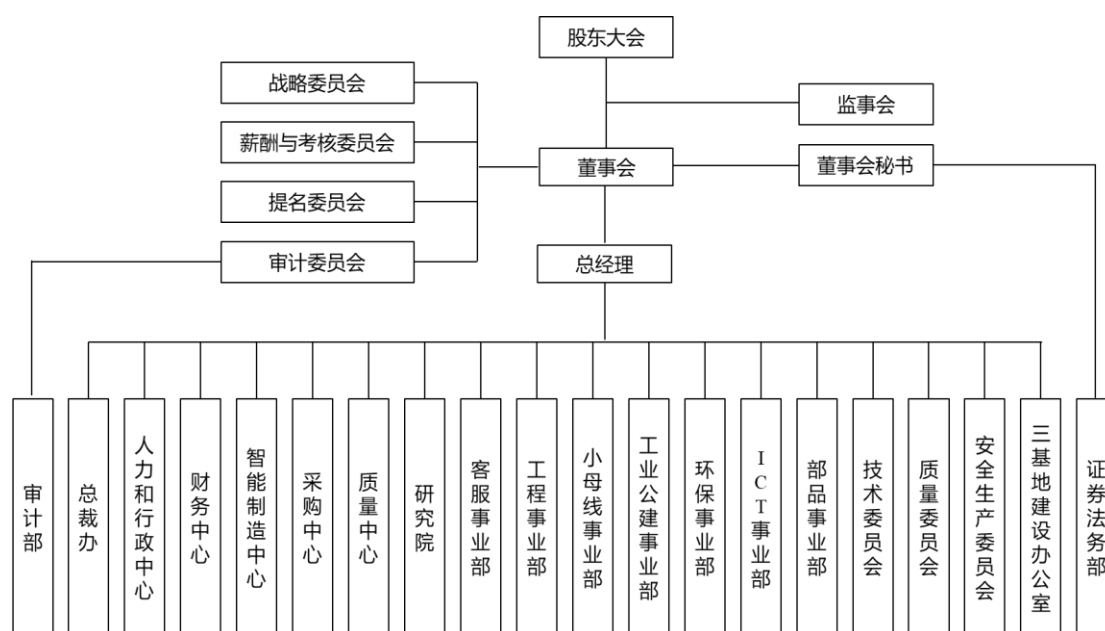 股东大会
战略委员会
监事会
薪酬与考核委员会
董事会
董事会秘书
提名委员会
审计委员会
总经理
审计部
总裁办
人力和行政中心
财务中心
智能制造中心
采购中心
质量中心
研究院
客服事业部
工程事业部
小母线事业部
工业公建事业部
环保事业部
ICT事业部
部品事业部
技术委员会
质量委员会
安全生产委员会
三基地建设办公室
证券法务部